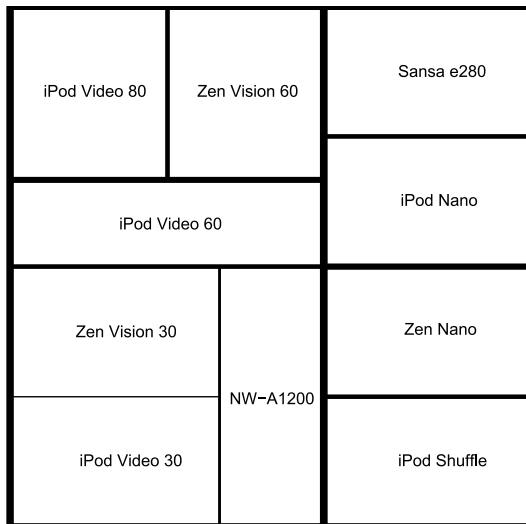 iPod Video 80
Zen Vision 60
Sansa e280
iPod Video 60
iPod Nano
Zen Vision 30
NW−A1200
Zen Nano
iPod Video 30
iPod Shuffle